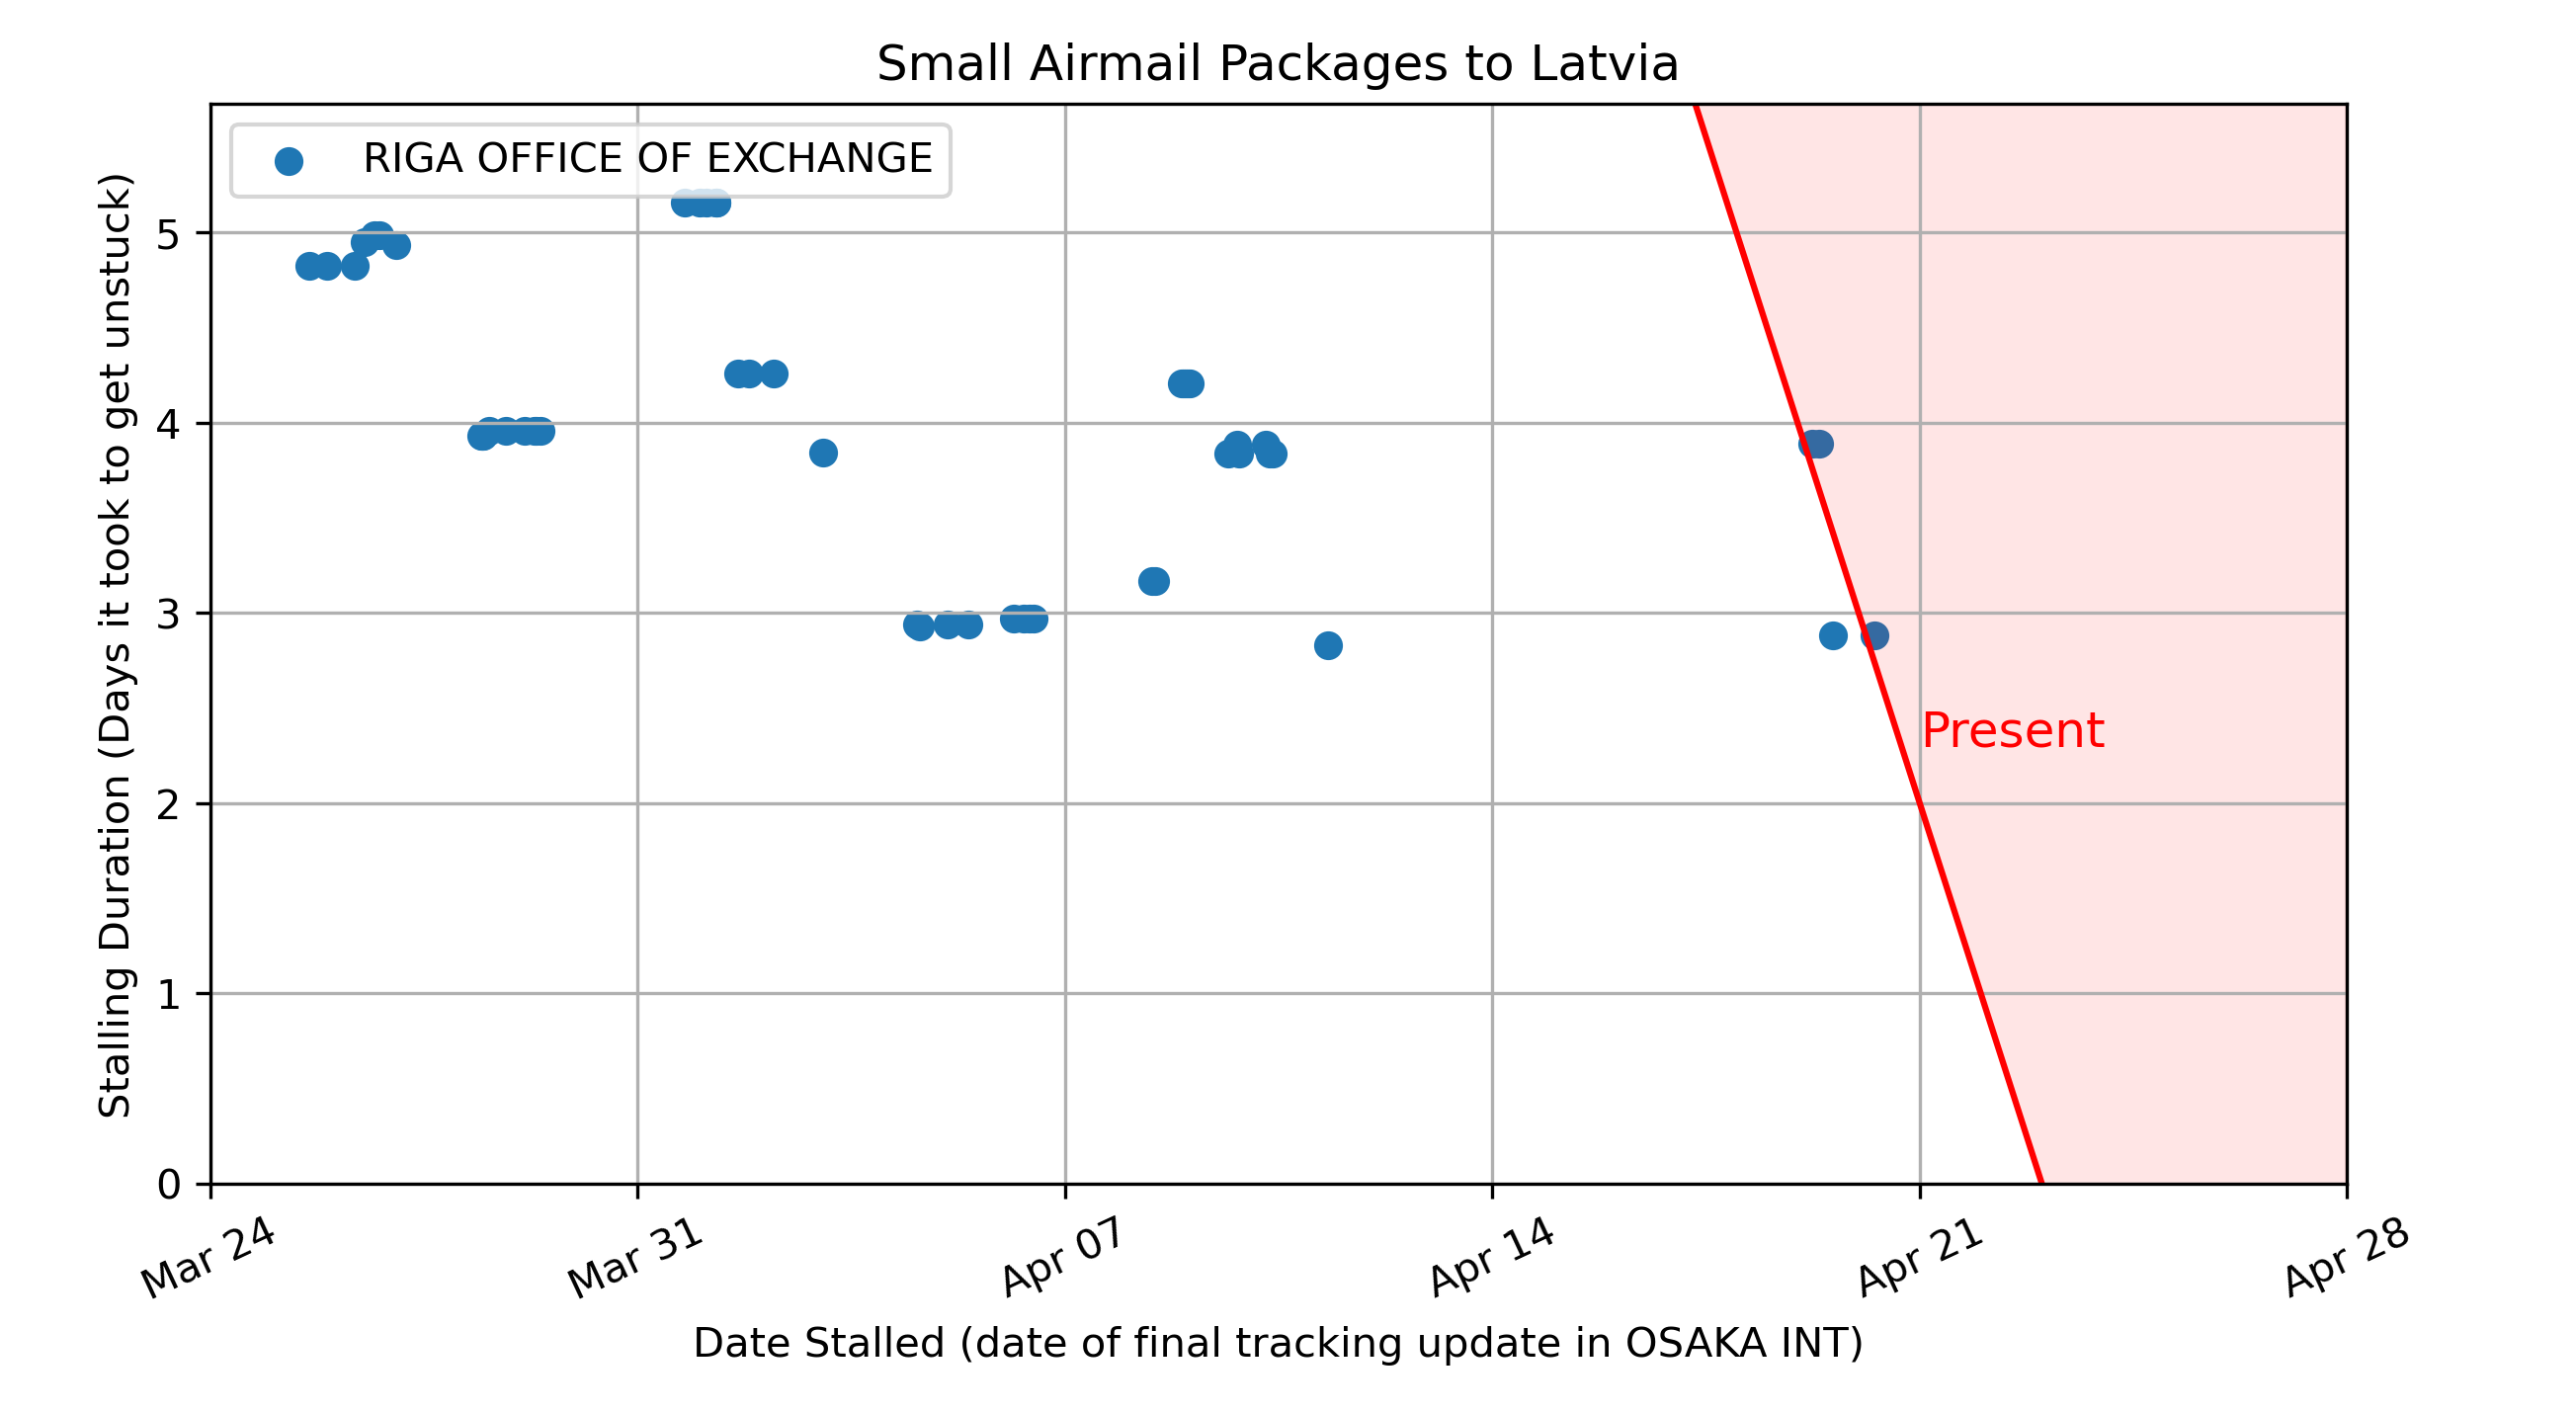 Small Airmail Packages to Latvia
RIGA OFFICE OF EXCHANGE
Stalling Duration (Days it took to get unstuck)
5
4
3
2
1
0
Present
Mar 24
Mar 31
Apr 07
Apr 14
Apr 21
Apr 28
Date Stalled (date of final tracking update in OSAKA INT)